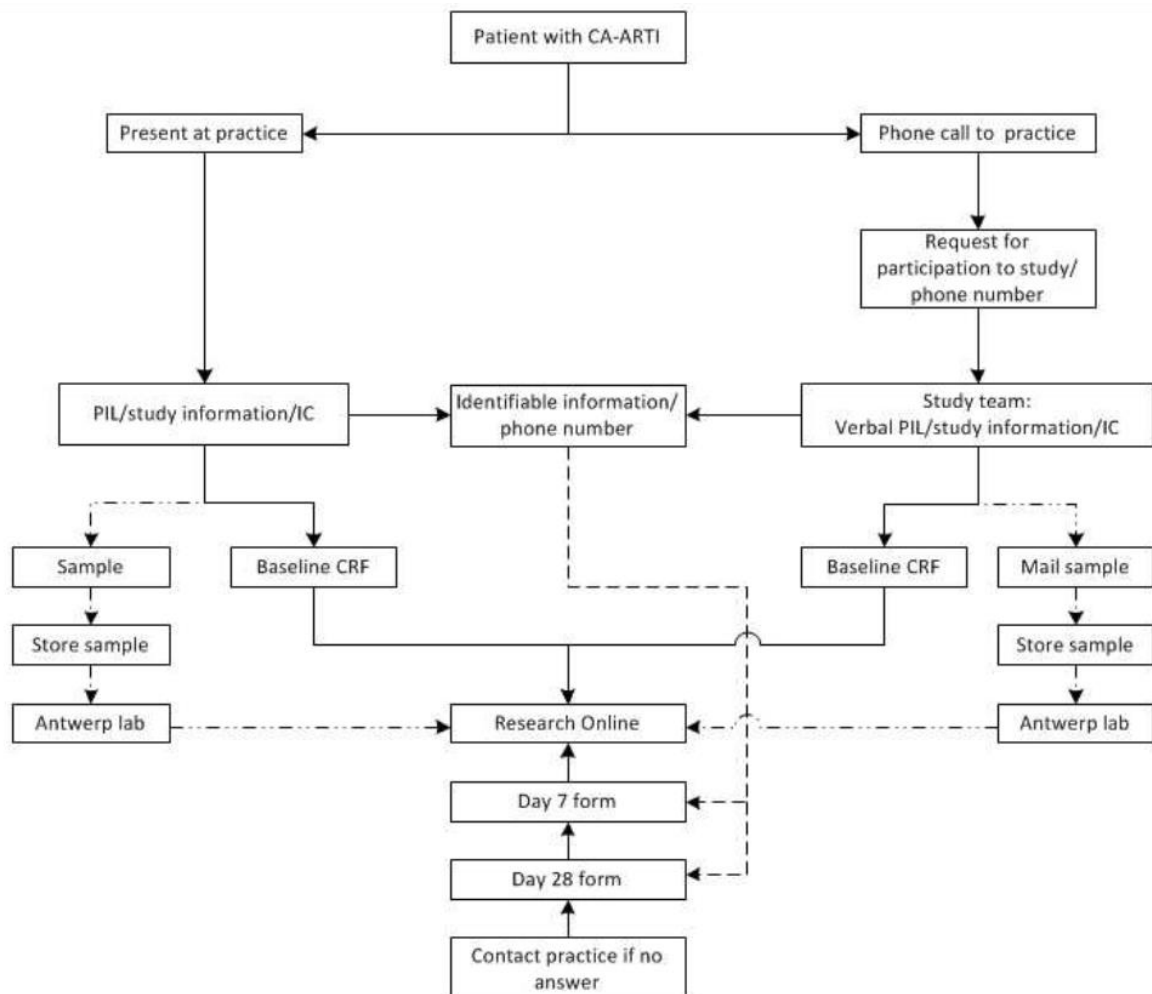 Patient with CA-ARTI
Present at practice
Phone call to practice
Request for
participation to study/
phone number
PIL/study information/IC
Identifiable information/
phone number
Study team:
Verbal PIL/study information/IC
Sample
Baseline CRF
Baseline CRF
Mail sample
Store sample
Store sample
Antwerp lab
Research Online
Antwerp lab
Day 7 form
Day 28 form
Contact practice if no
answer